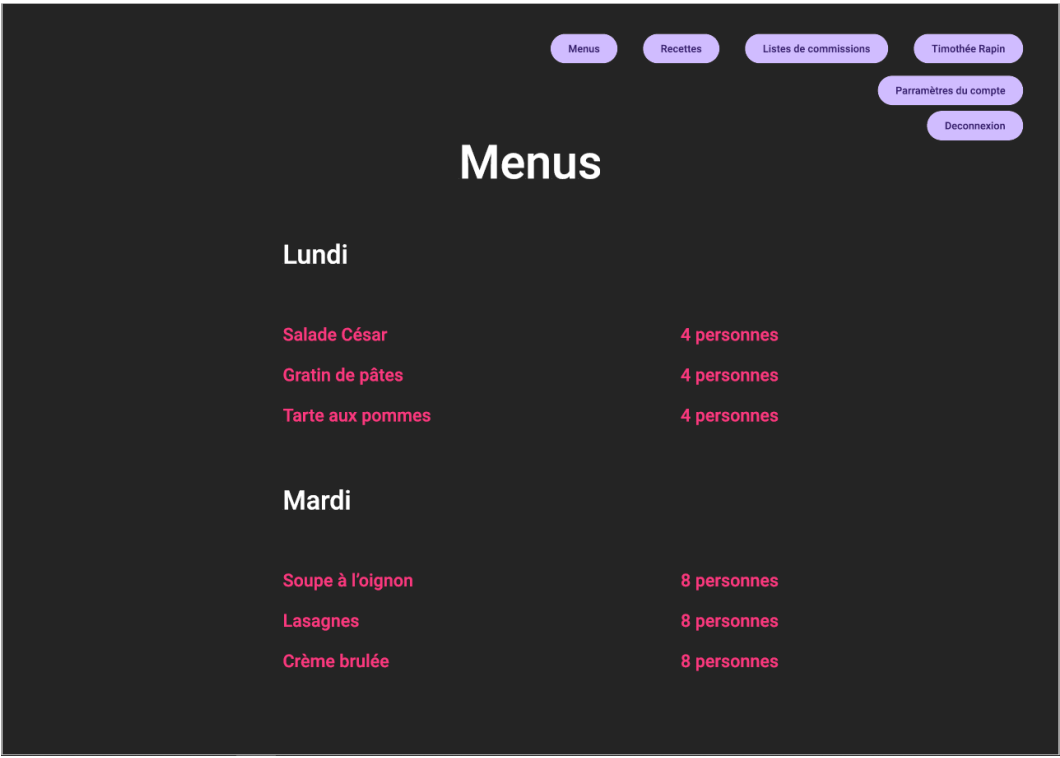 Menus Recettes Listes de commissions Timothée Rapin
Parramètres du compte
Deconnexion
Menus
Lundi
Salade César 4 personnes
Gratin de pâtes 4 personnes
Tarte aux pommes 4 personnes
Mardi
Soupe à l’oignon 8 personnes
Lasagnes 8 personnes
Crème brulée 8 personnes